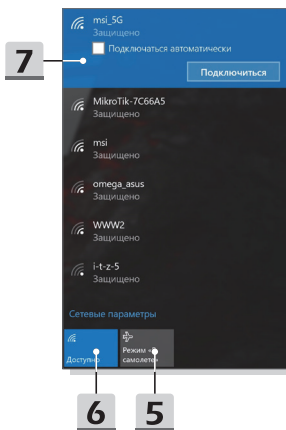 msi_5G
Защищено
Подключаться автоматически
7
Подключиться
MikroTik-7C66A5
Защищено
msi
Защищено
omega_asus
Защищено
WWW2
Защищено
i-t-z-5
Защищено
Сетевые параметры
Доступно
Режим «
самолете
6
5